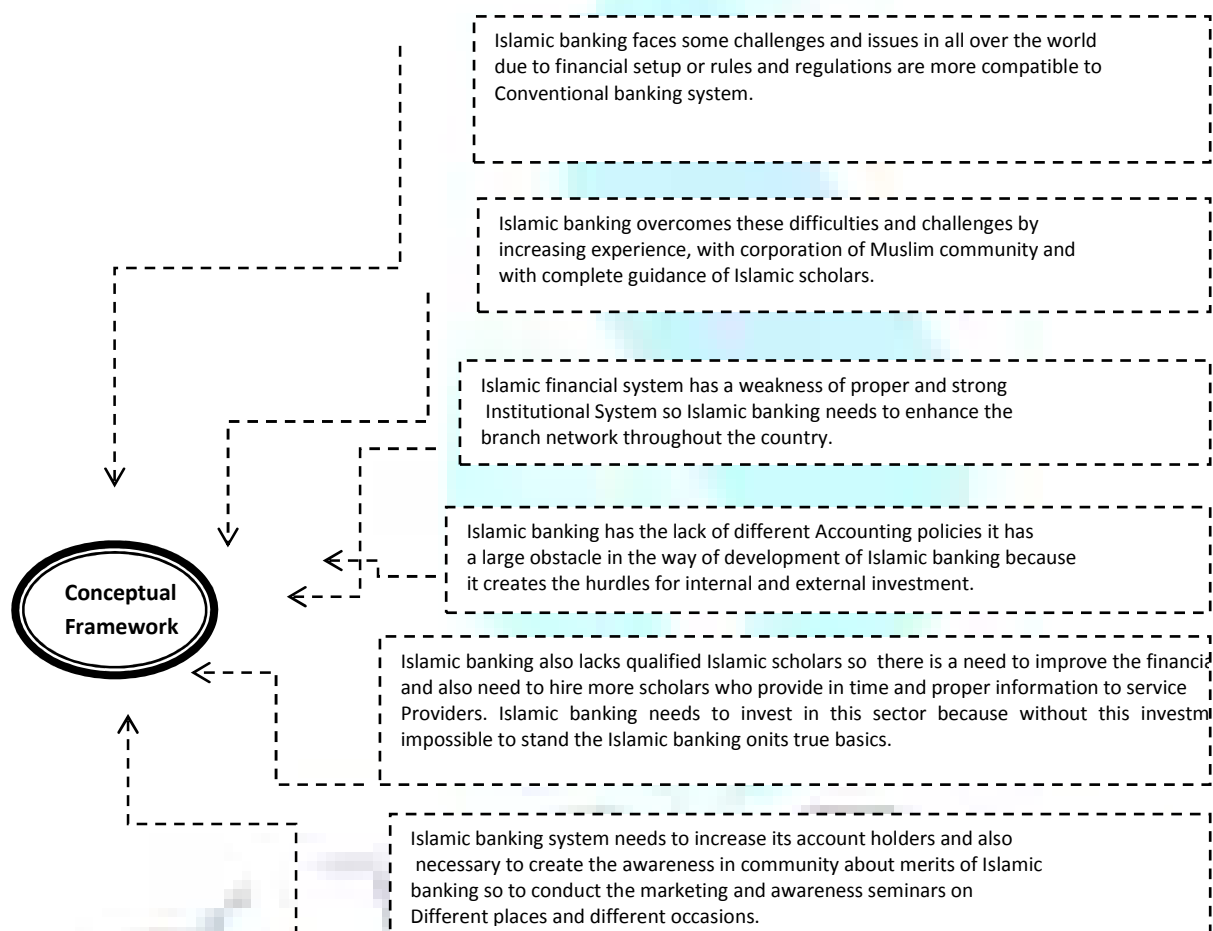 Islamic banking faces some challenges and issues in all over the world
due to financial setup or rules and regulations are more compatible to
Conventional banking system.
Islamic banking overcomes these difficulties and challenges by
increasing experience, with corporation of Muslim community and
with complete guidance of Islamic scholars.
Islamic financial system has a weakness of proper and strong
Institutional System so Islamic banking needs to enhance the
branch network throughout the country.
Islamic banking has the lack of different Accounting policies it has
a large obstacle in the way of development of Islamic banking because
it creates the hurdles for internal and external investment.
Conceptual
Framework
Islamic banking also lacks qualified Islamic scholars so there is a need to improve the
and also need to hire more scholars who provide in time and proper information to service
Providers. Islamic banking needs to invest in this sector because without this
impossible to stand the Islamic banking onits true basics.
Islamic banking system needs to increase its account holders and also
necessary to create the awareness in community about merits of Islamic
banking so to conduct the marketing and awareness seminars on
Different places and different occasions.